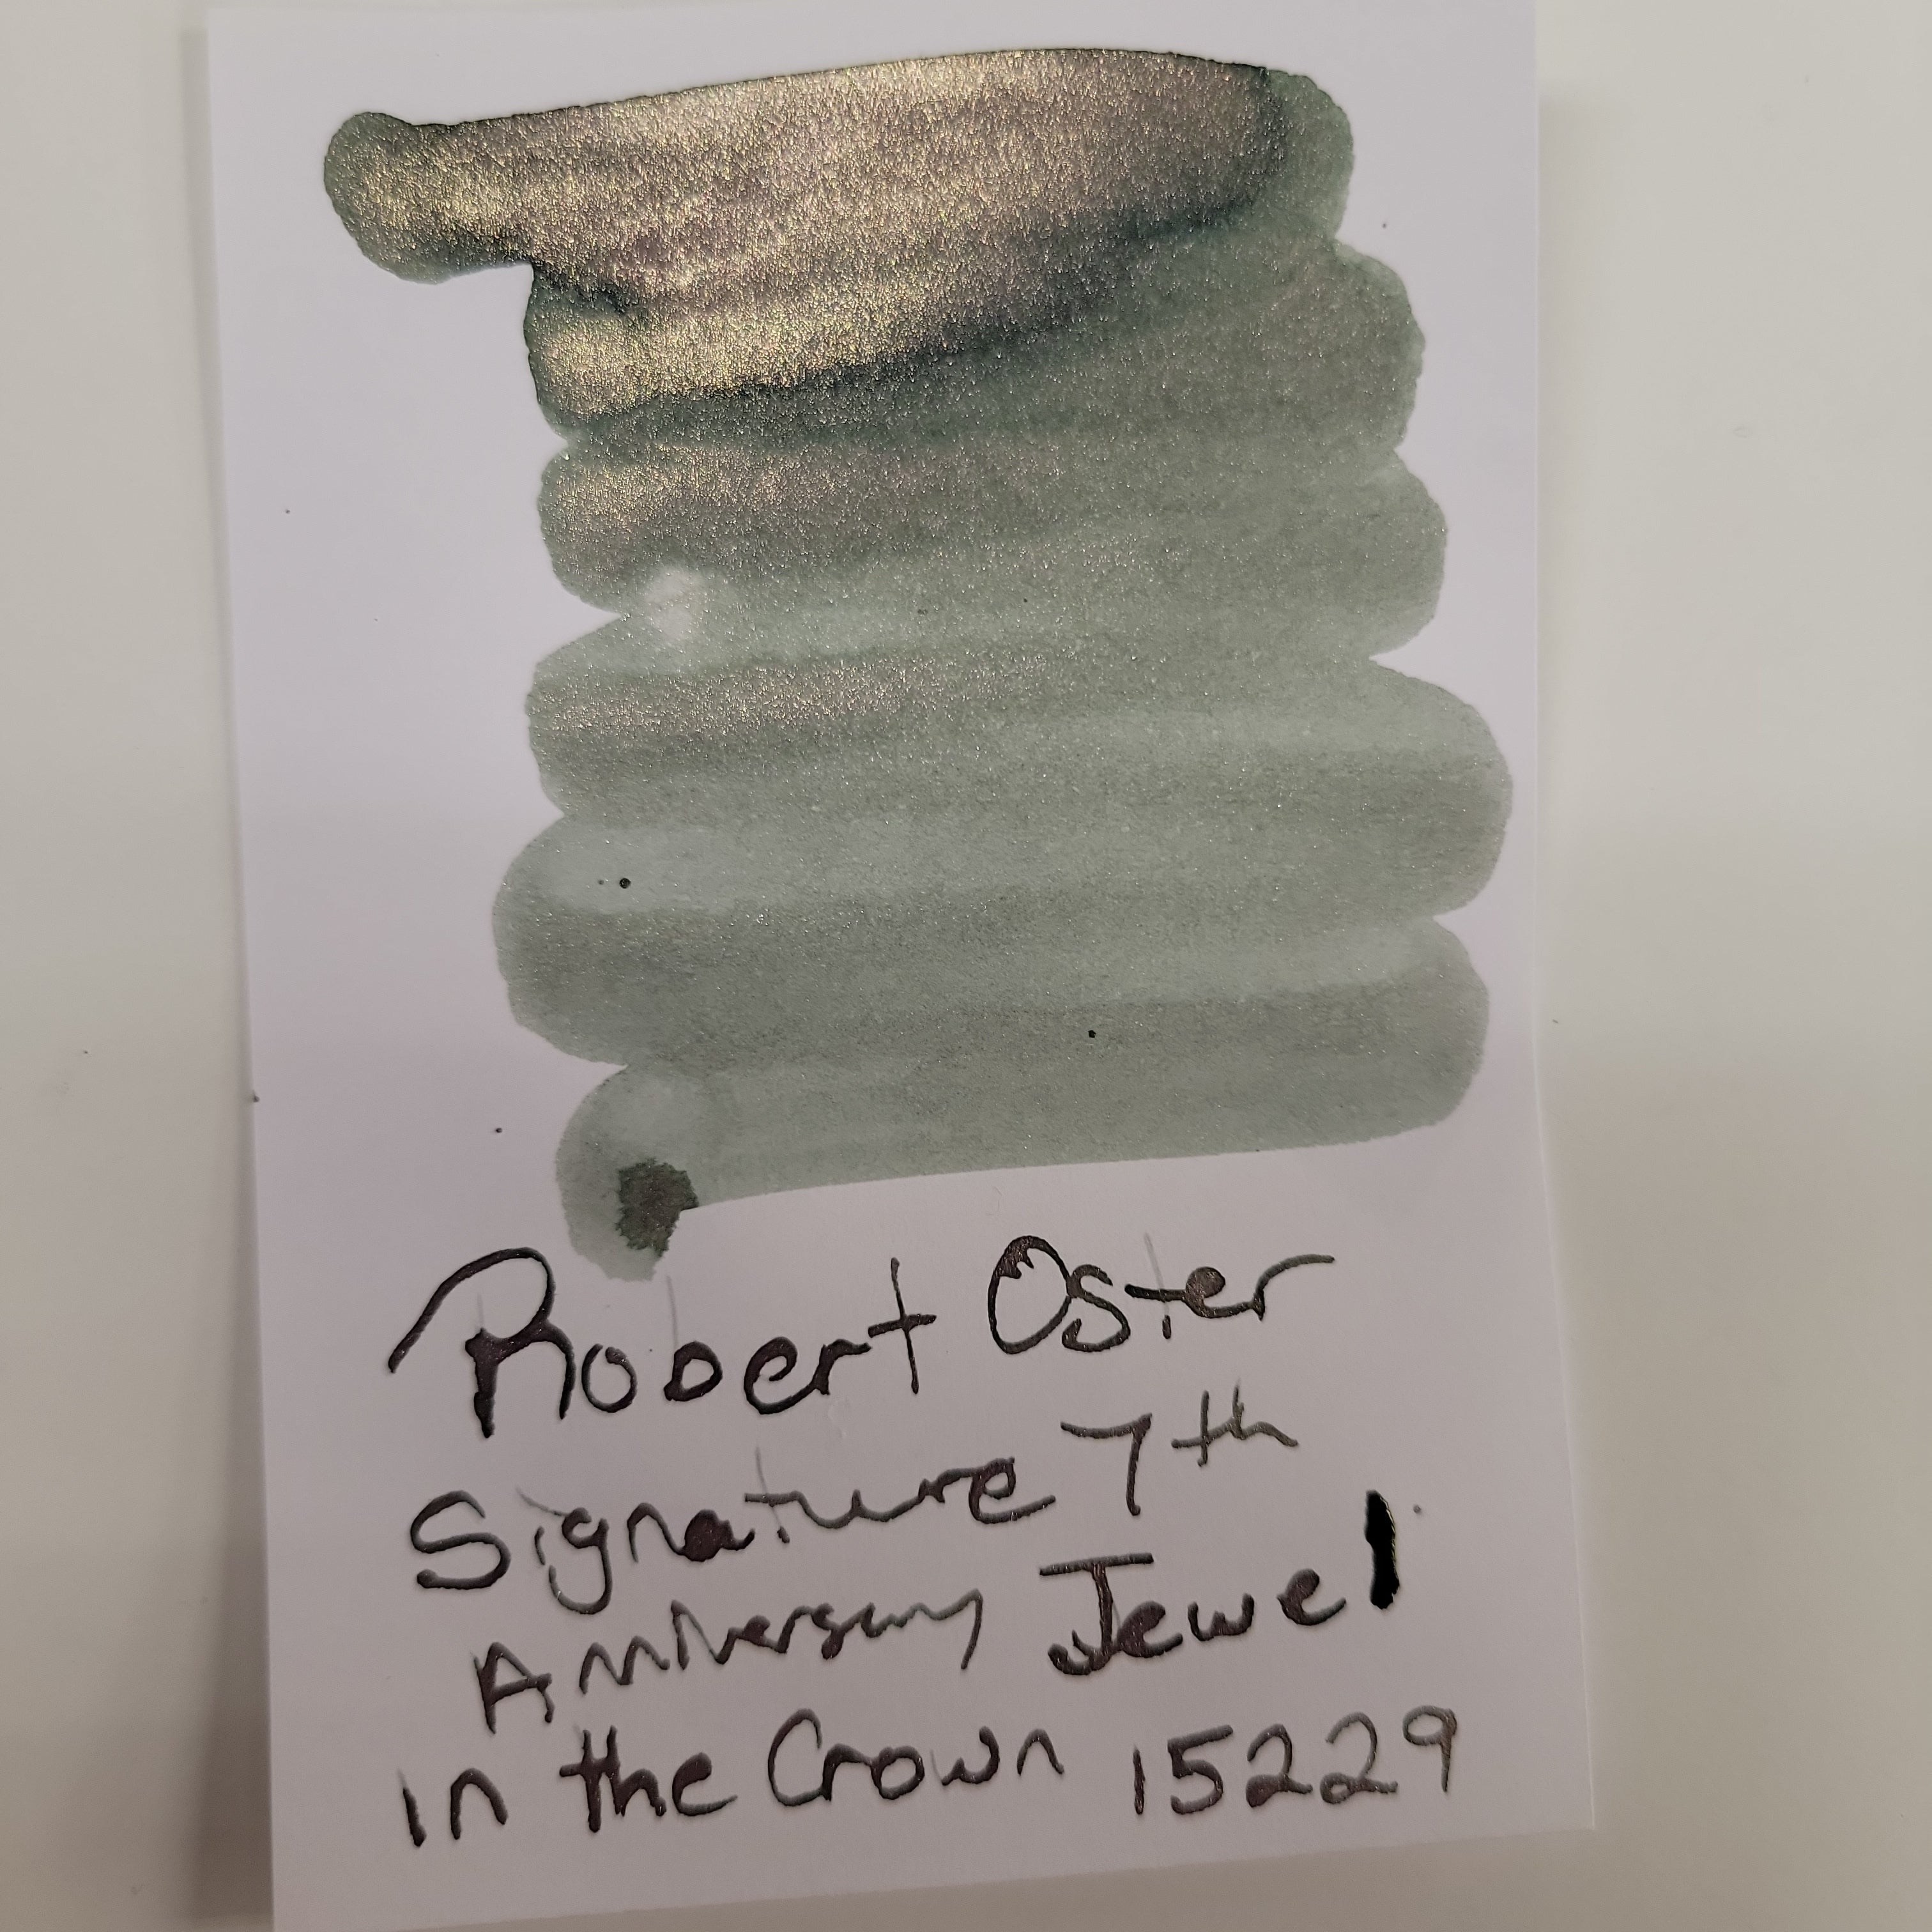 Robert Oster
Signature 7th
Anniversary Jewel
in the Crown 15229